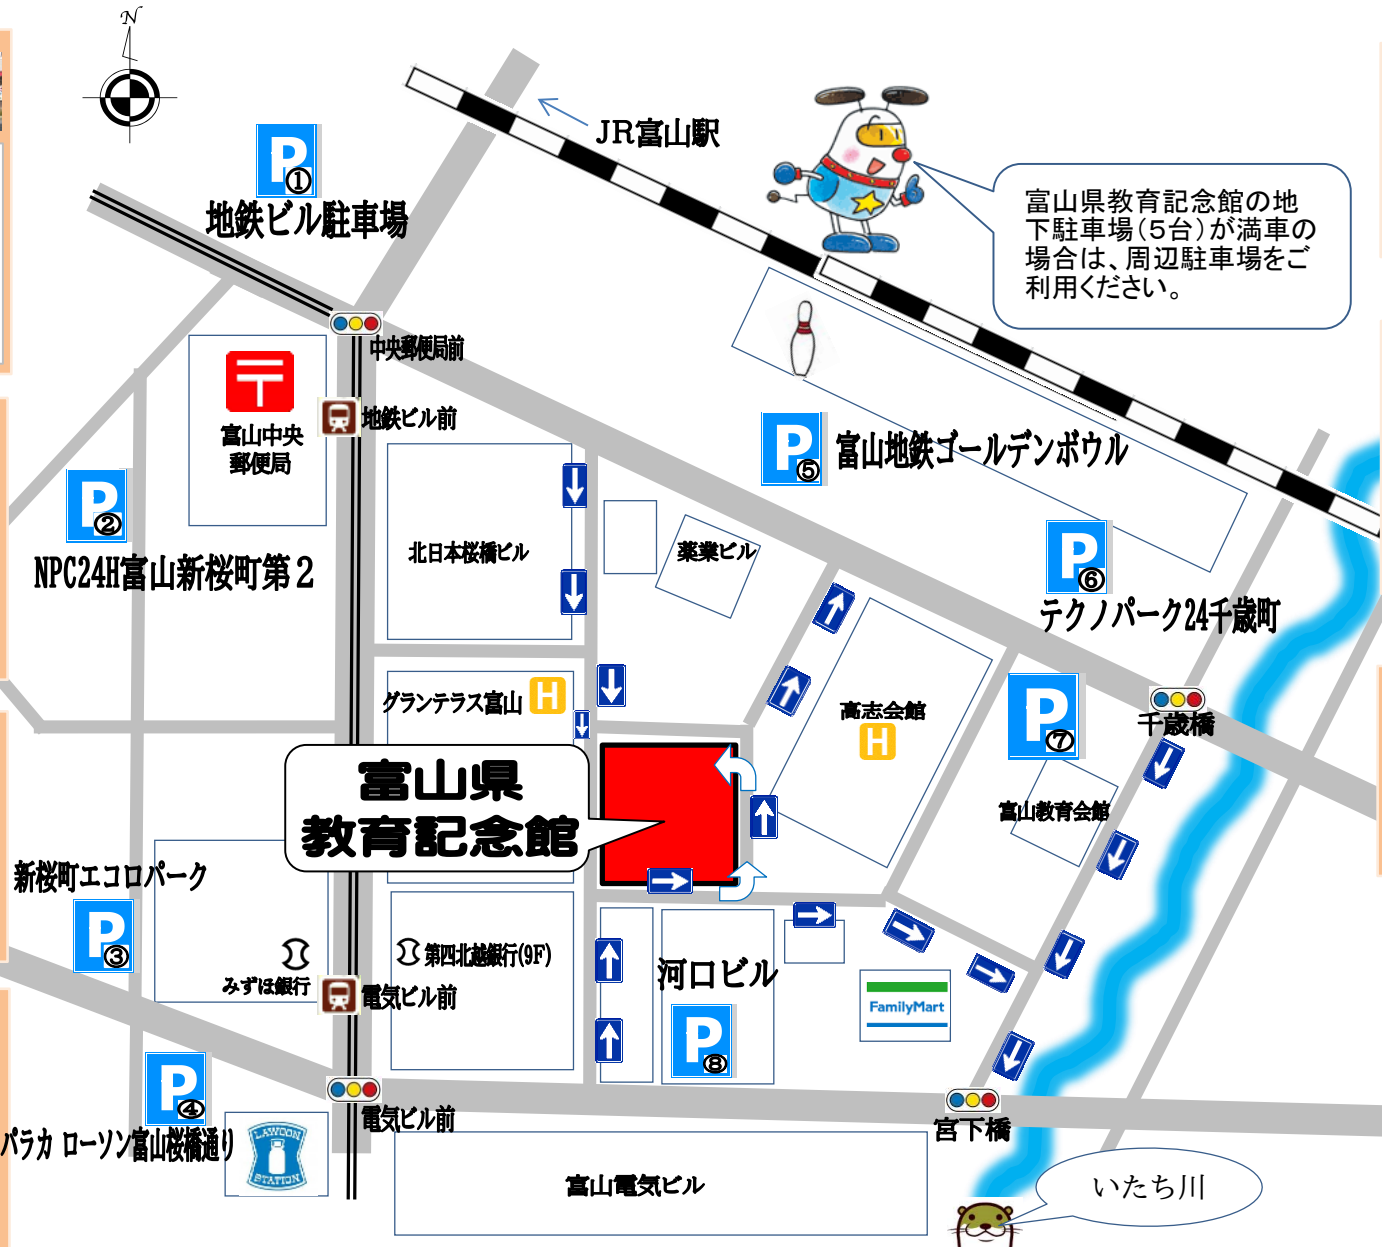 N
JR富山駅
富山県教育記念館の地
下駐車場(5台)が満車の
場合は、周辺駐車場をご
利用ください。
P①
地鉄ビル駐車場
中央郵便局前
地鉄ビル前
富山中央
郵便局
P⑤
富山地鉄ゴールデンボウル
P②
NPC24H富山新桜町第2
北日本桜橋ビル
薬業ビル
P⑥
テクノパーク24千歳町
グランテラス富山 H
高志会館
H
P⑦
千歳橋
富山教育会館
富山県
教育記念館
新桜町エコロパーク
P③
みずほ銀行
第四北越銀行(9F)
電気ビル前
河口ビル
P⑧
FamilyMart
P④
パラカ ローソン富山桜橋通り
LAWSON
STATION
電気ビル前
宮下橋
富山電気ビル
いたち川